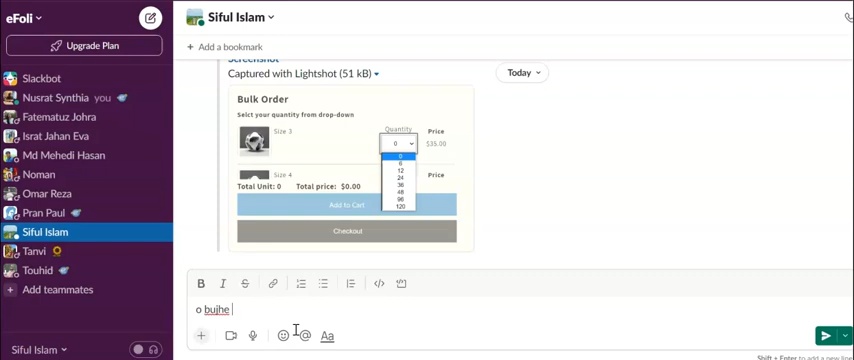 eFoli
Siful Islam
Upgrade Plan
+ Add a bookmark
Screenshot
Captured with Lightshot (51 kB)
Today
Slackbot
Nusrat Synthia you
Fatematuz Johra
Israt Jahan Eva
Md Mehedi Hasan
Noman
Omar Reza
Pran Paul
Siful Islam
Tanvi
Touhid
+ Add teammates
Siful Islam
Bulk Order
Selct your quantity from drop-down
Size 3
Quantity
Price
0
$35.00
0
6
12
24
36
48
96
120
Size 4
Price
Total Unit: 0 Total price: $0.00
Add to Cart
Checkout
B I S
o bujhe
Aa
Shift + Enter to add a new line